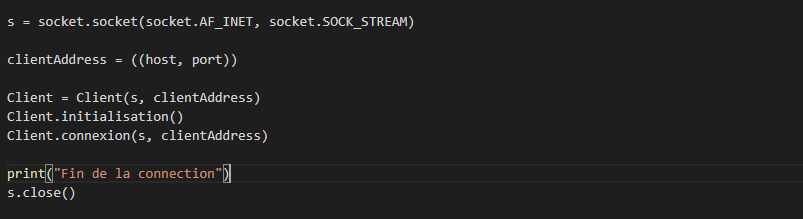 s = socket.socket(socket.AF_INET, socket.SOCK_STREAM)
clientAddress = ((host, port))
Client = Client(s, clientAddress)
Client.initialisation()
Client.connexion(s, clientAddress)
print("Fin de la connection")
s.close()